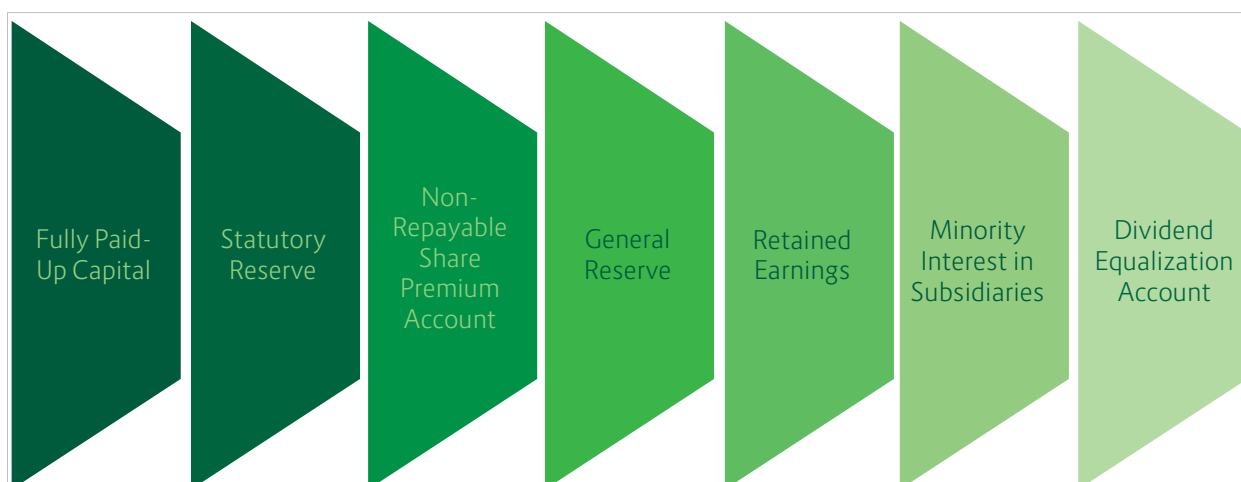 Fully Paid-
Up Capital
Statutory
Reserve
Non-
Repayable
Share
Premium
Account
General
Reserve
Retained
Earnings
Minority
Interest in
Subsidiaries
Dividend
Equalization
Account